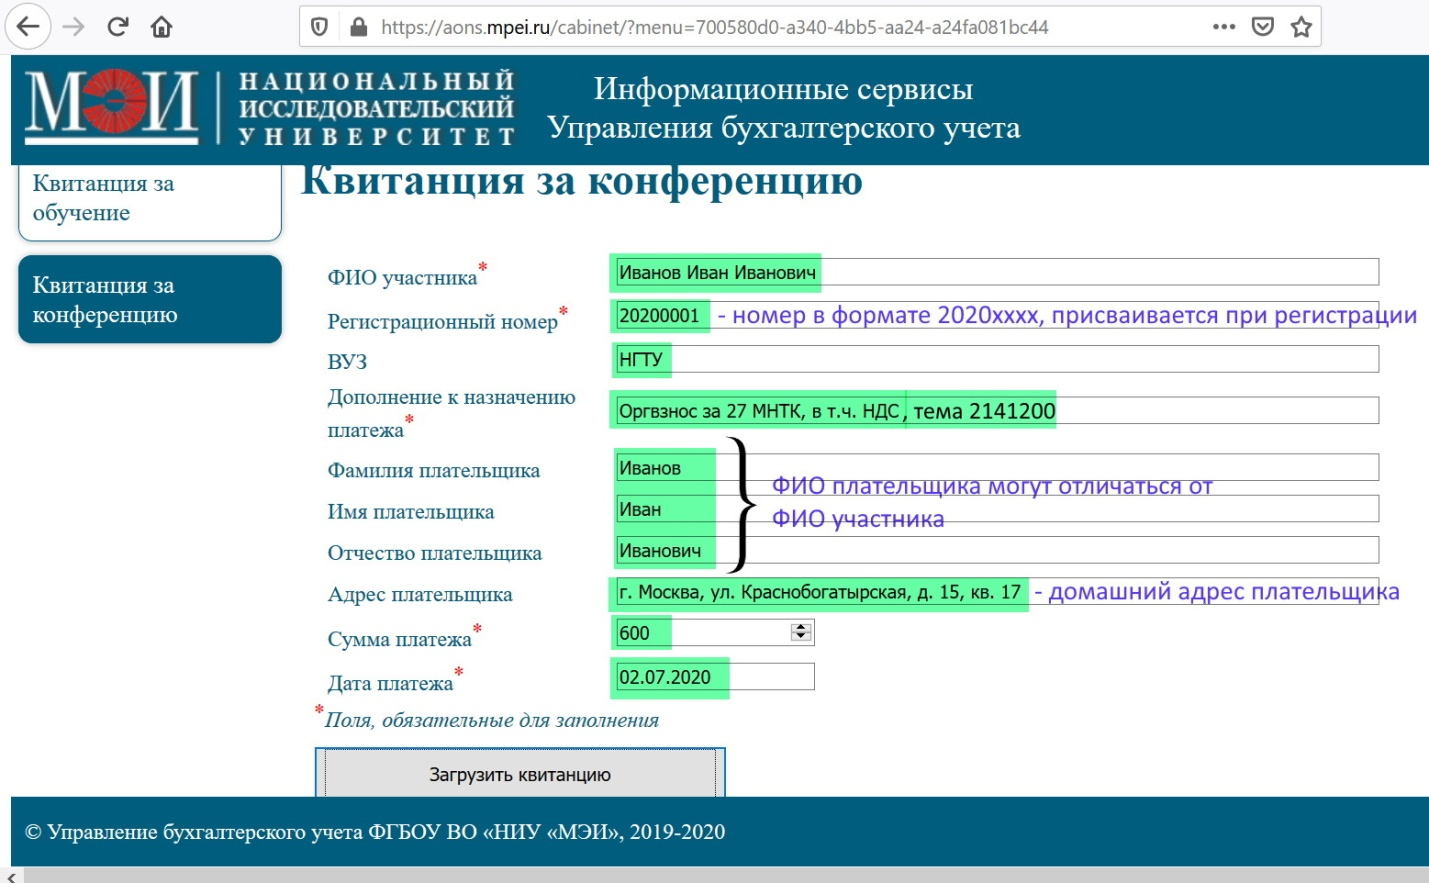 https://aons.mpei.ru/cabinet/?menu=700580d0-a340-4bb5-aa24-a24fa081bc44
МЭИ
НАЦИОНАЛЬНЫЙ
ИССЛЕДОВАТЕЛЬСКИЙ
УНИВЕРСИТЕТ
Информационные сервисы
Управления бухгалтерского учета
Квитанция за
обучение
Квитанция за
конференцию
Квитанция за конференцию
ФИО участника* Иванов Иван Иванович
Регистрационный номер* 20200001 - номер в формате 2020хххх, присваивается при регистрации
ВУЗ НГТУ
Дополнение к назначению
платежа* Оргвзнос за 27 МНТК, в т.ч. НДС, тема 2141200
Фамилия плательщика Иванов
Имя плательщика Иван
Отчество плательщика Иванович
ФИО плательщика могут отличаться от
ФИО участника
Адрес плательщика г. Москва, ул. Краснобогатырская, д. 15, кв. 17 - домашний адрес плательщика
Сумма платежа* 600
Дата платежа* 02.07.2020
*Поля, обязательные для заполнения
Загрузить квитанцию
© Управление бухгалтерского учета ФГБОУ ВО «НИУ «МЭИ», 2019-2020